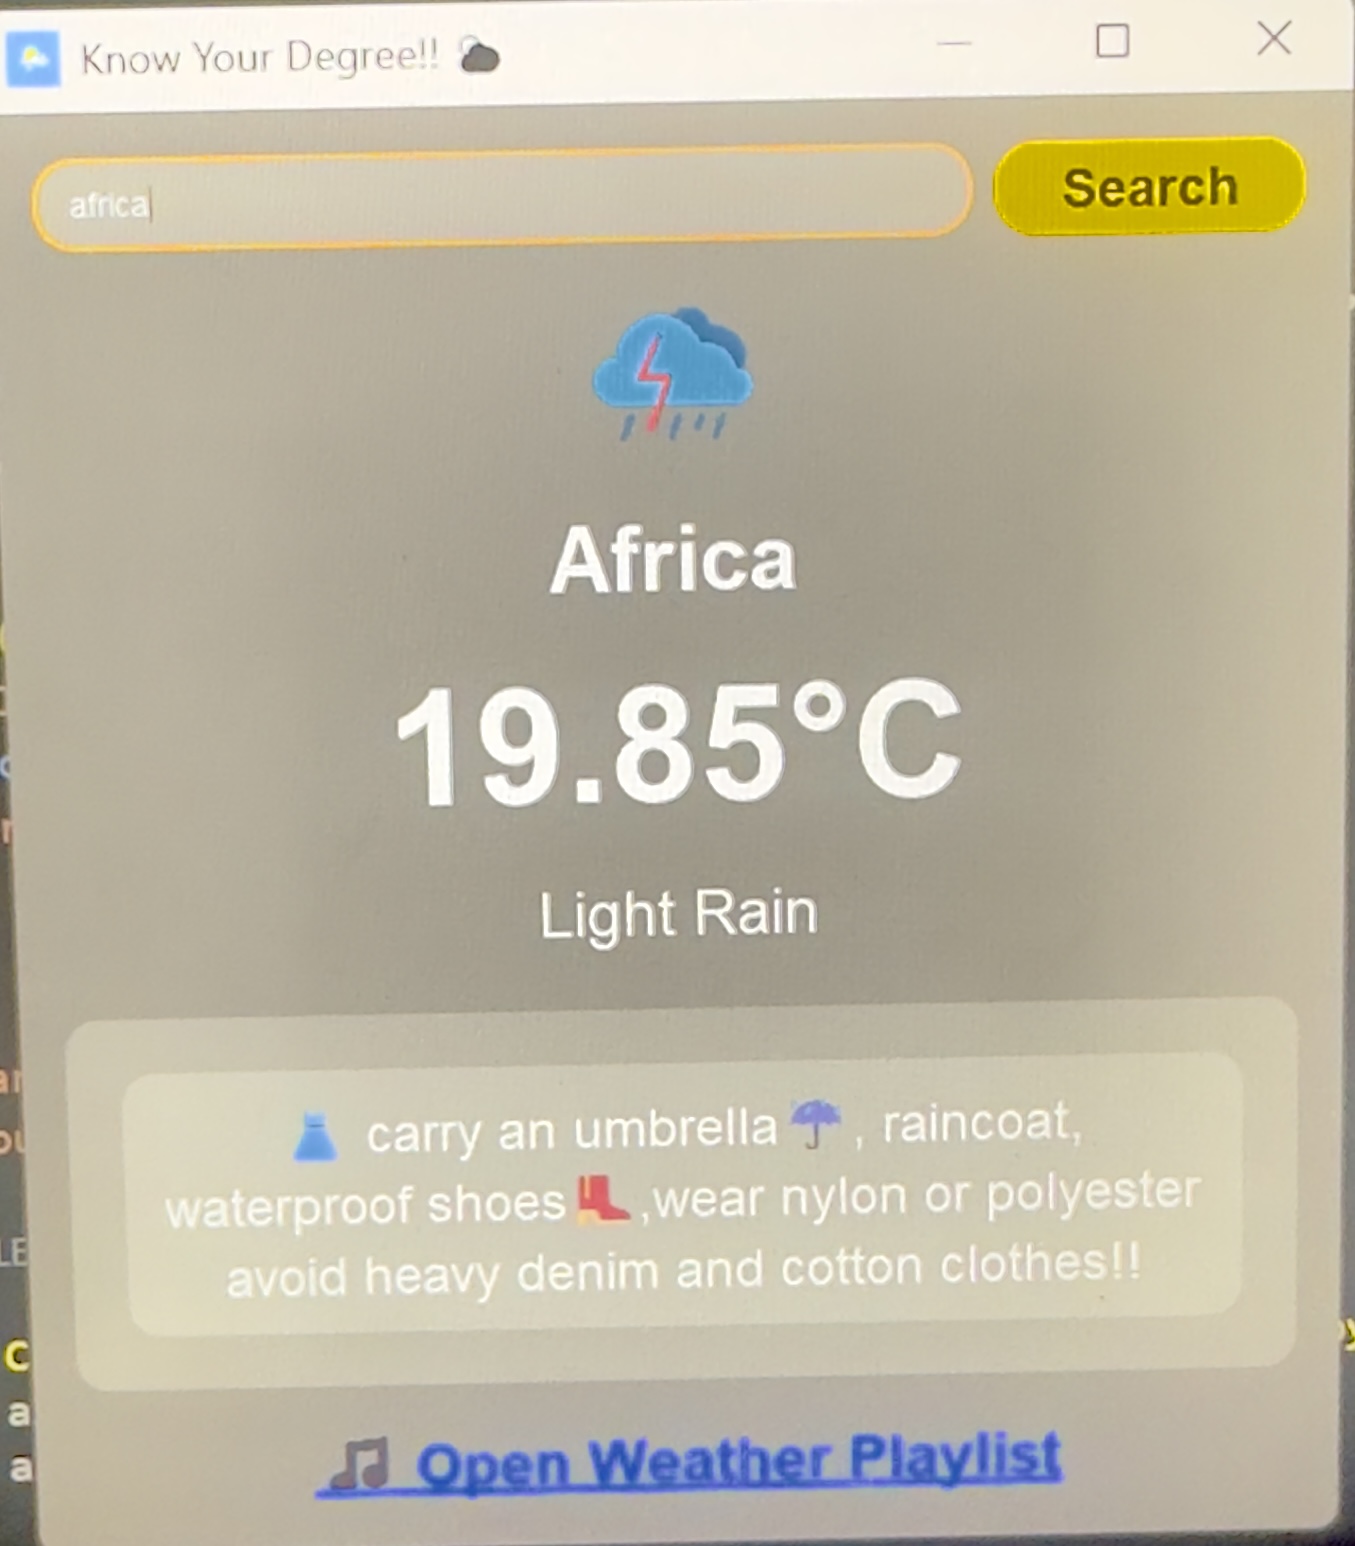 Know Your Degree!!
africa
Search
Africa
19.85°C
Light Rain
carry an umbrella , raincoat,
waterproof shoes ,wear nylon or polyester
avoid heavy denim and cotton clothes!!
Open Weather Playlist